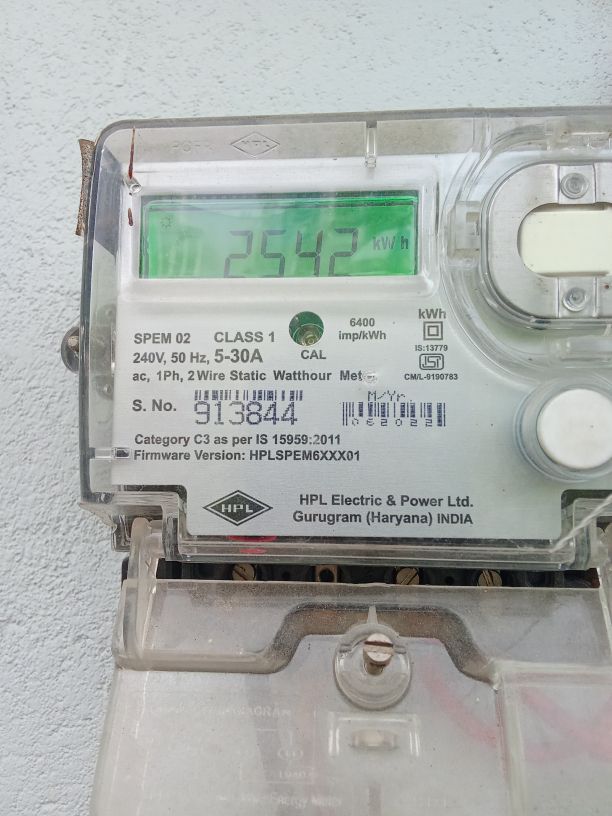 HPL
2542 kWh
SPEM 02 CLASS 1
6400
imp/kWh
kWh
240V, 50 Hz, 5-30A
CAL
IS:13779
ac, 1Ph, 2 Wire Static Watthour Meter
CM/L-9190783
S. No. 913844
M/Yr.
062022
Category C3 as per IS 15959:2011
Firmware Version: HPLSPEM6XXX01
HPL
HPL Electric & Power Ltd.
Gurugram (Haryana) INDIA